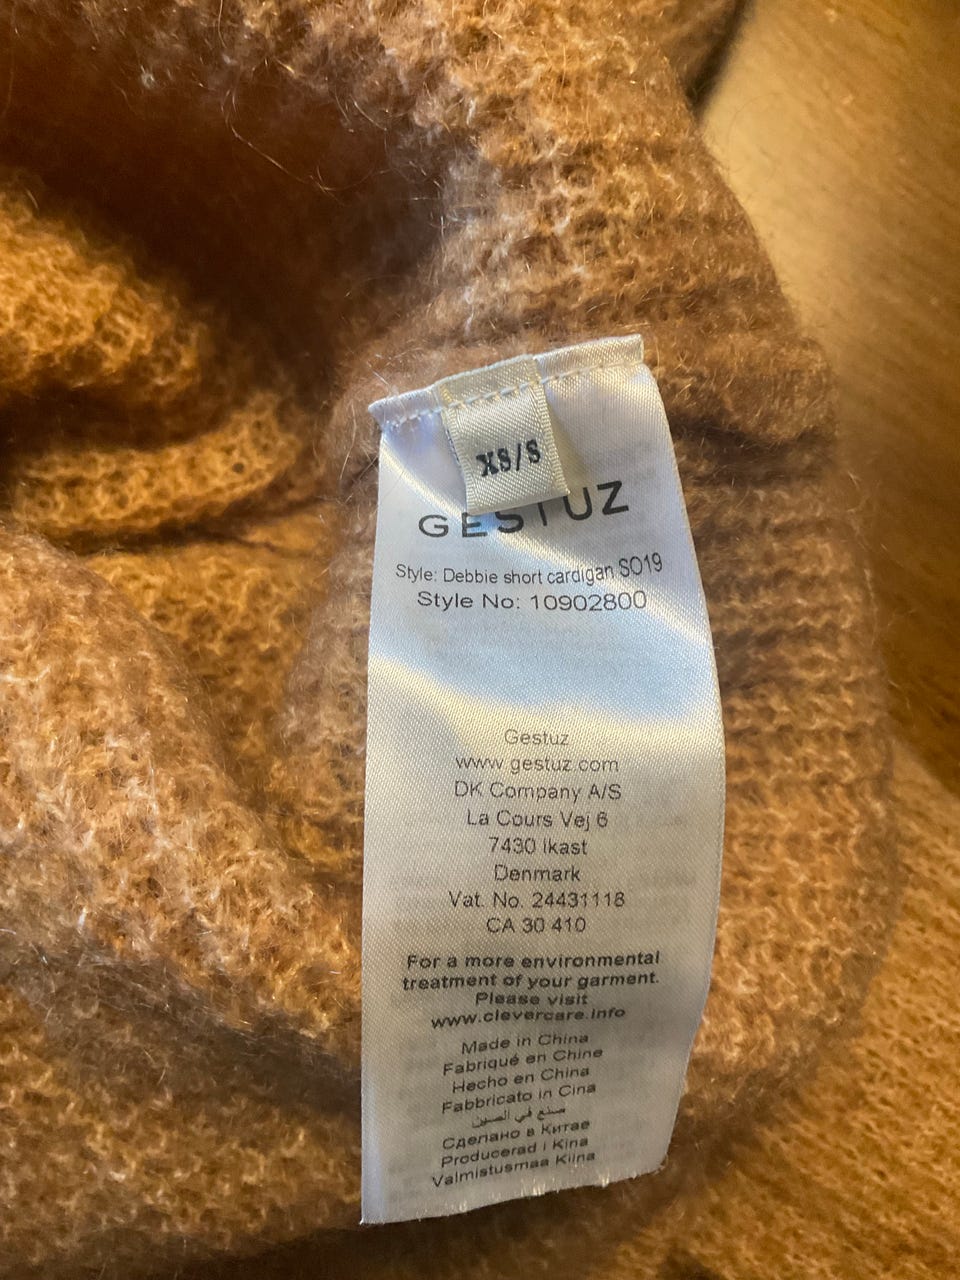 XS/S
GESTUZ
Style: Debbie short cardigan SO19
Style No: 10902800
Gestuz
www.gestuz.com
DK Company A/S
La Cours Vej 6
7430 Ikast
Denmark
Vat. No. 24431118
CA 30 410
For a more environmental
treatment of your garment.
Please visit
www.clevercare.info
Made in China
Fabriqué en Chine
Hecho en China
Fabbricato in Cina
صنع في الصين
Сделано в Китае
Producerad i Kina
Valmistusmaa Kiina